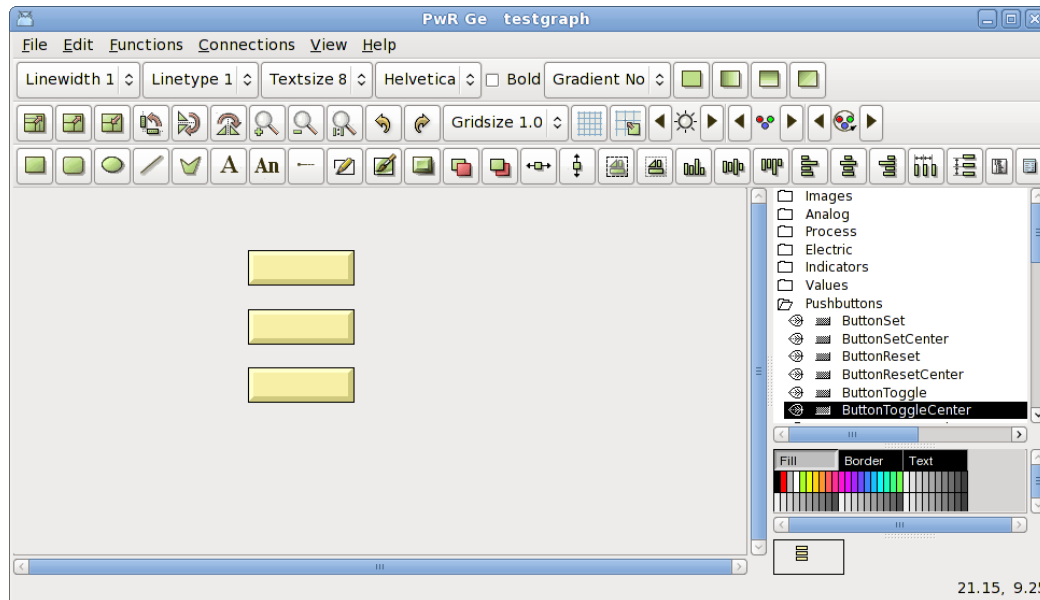 PwR Ge testgraph
File Edit Functions Connections View Help
Linewidth 1 Linetype 1 Textsize 8 Helvetica Bold Gradient No
Gridsize 1.0
A An
Images
Analog
Process
Electric
Indicators
Values
Pushbuttons
ButtonSet
ButtonSetCenter
ButtonReset
ButtonResetCenter
ButtonToggle
ButtonToggleCenter
Fill Border Text
21.15, 9.25